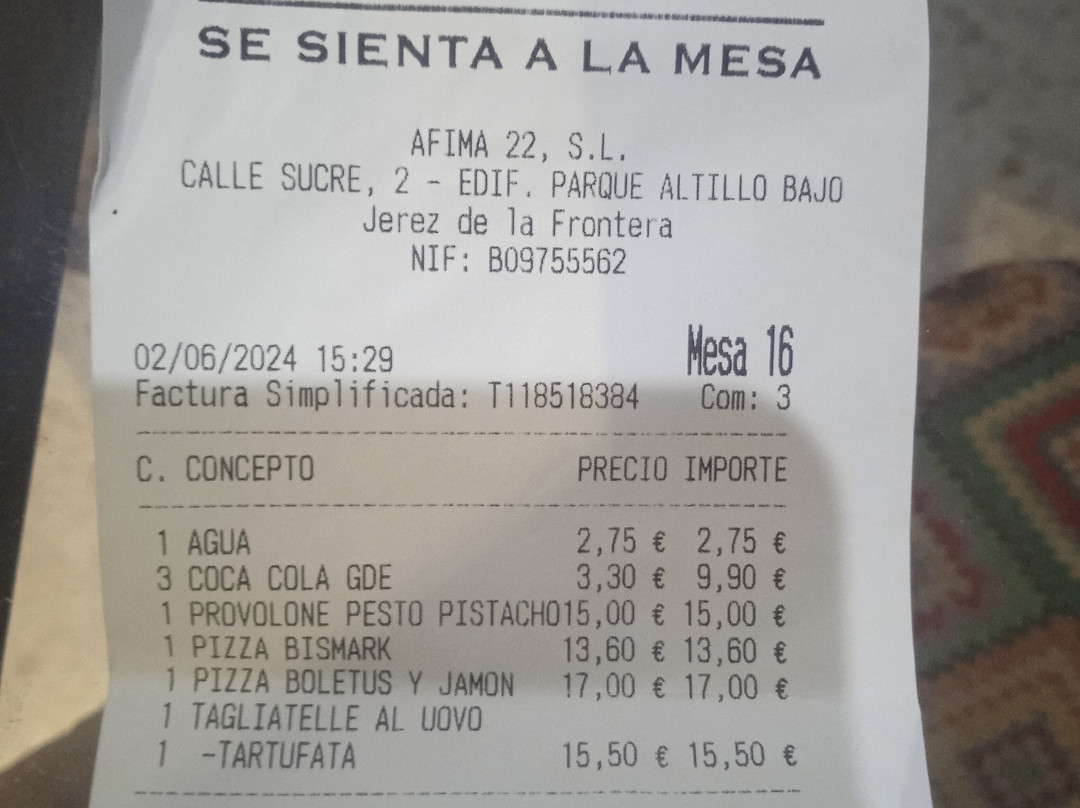 SE SIENTA A LA MESA
AFIMA 22, S.L.
CALLE SUCRE, 2 - EDIF. PARQUE ALTILLO BAJO
Jerez de la Frontera
NIF: B09755562
02/06/2024 15:29 Mesa 16
Factura Simplificada: T118518384 Com: 3
C. CONCEPTO PRECIO IMPORTE
1 AGUA 2,75 € 2,75 €
3 COCA COLA GDE 3,30 € 9,90 €
1 PROVOLONE PESTO PISTACHO15,00 € 15,00 €
1 PIZZA BISMARK 13,60 € 13,60 €
1 PIZZA BOLETUS Y JAMON 17,00 € 17,00 €
1 TAGLIATELLE AL UOVO
1 -TARTUFATA 15,50 € 15,50 €